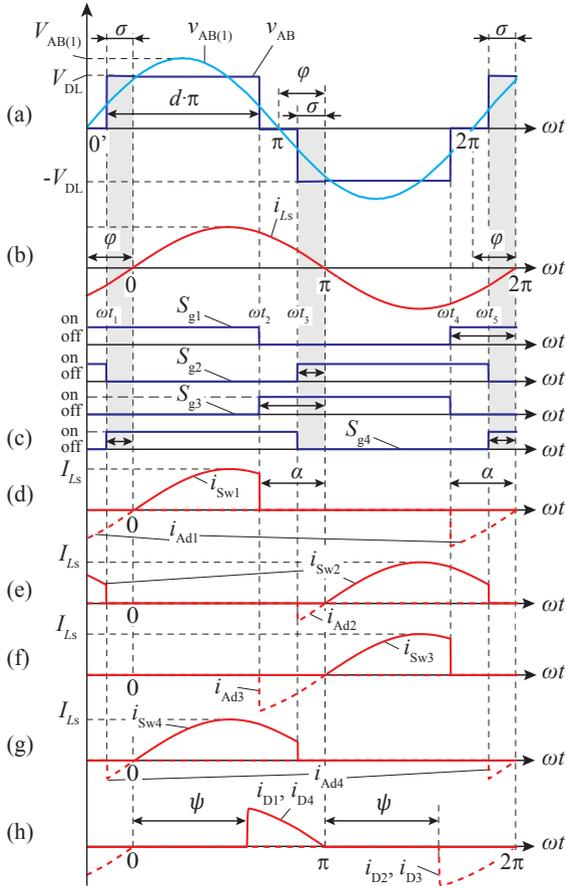 V_AB(1) σ v_AB(1) v_AB σ
V_DL φ
(a) d·π σ
0' π 2π ωt
-V_DL
(b) φ i_Ls φ
0 π 2π ωt
ωt_1 ωt_2 ωt_3 ωt_4 ωt_5
on S_g1
off ωt
on S_g2
off ωt
on S_g3
off ωt
(c) on S_g4
off ωt
I_Ls i_Sw1 α α
(d) ωt
0 i_Ad1
I_Ls i_Sw2
(e) ωt
0 i_Ad2
I_Ls i_Sw3
(f) ωt
0 i_Ad3
I_Ls i_Sw4
(g) ωt
0 i_Ad4
ψ i_D1, i_D4 ψ
(h) ωt
0 π i_D2, i_D3 2π